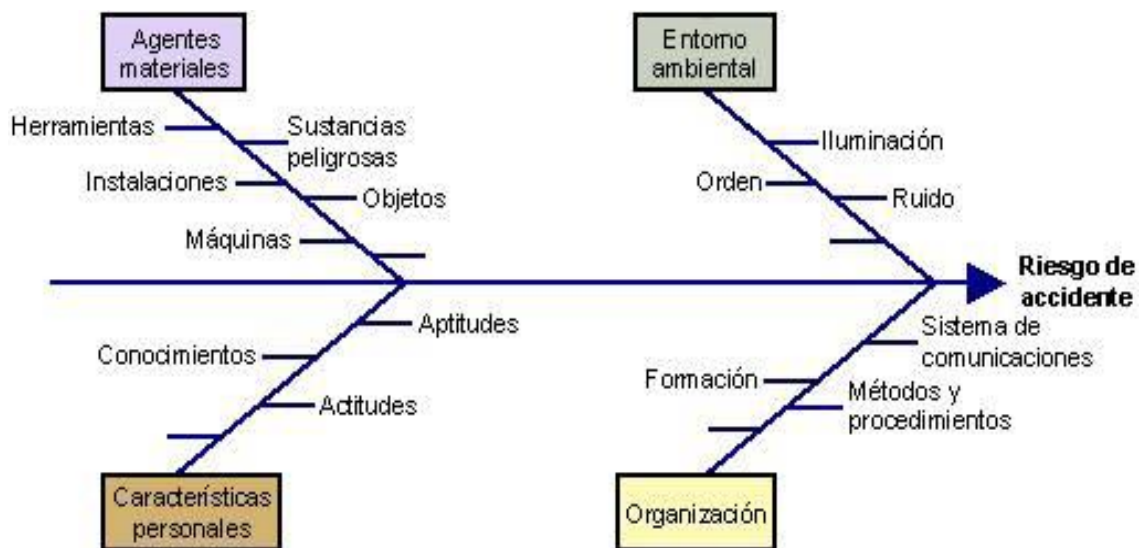 Agentes
materiales
Entorno
ambiental
Herramientas
Sustancias
peligrosas
Iluminación
Instalaciones
Orden
Objetos
Ruido
Máquinas
Riesgo de
accidente
Aptitudes
Sistema de
comunicaciones
Conocimientos
Formación
Actitudes
Métodos y
procedimientos
Características
personales
Organización